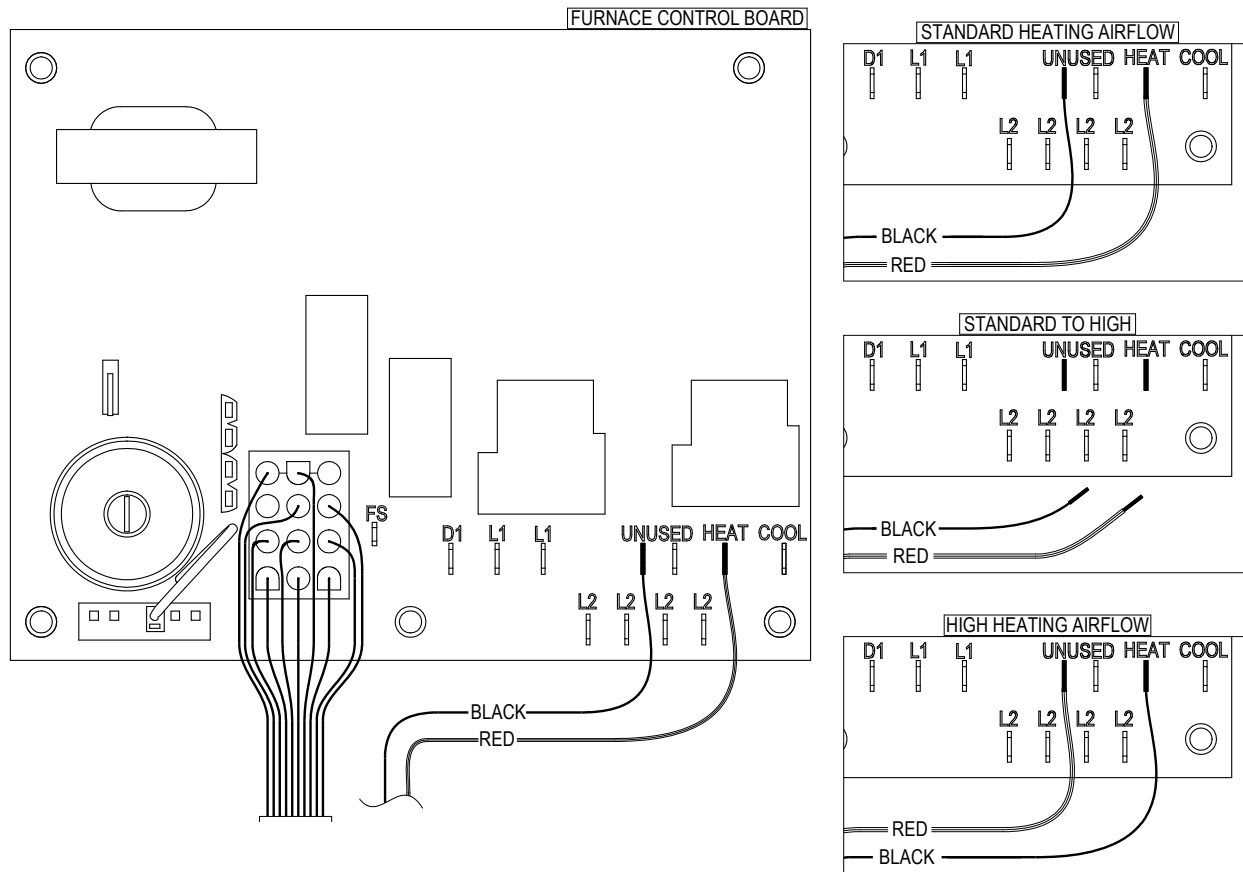 FURNACE CONTROL BOARD
FS
D1 L1 L1 UNUSED HEAT COOL
L2 L2 L2 L2
BLACK
RED
STANDARD HEATING AIRFLOW
D1 L1 L1 UNUSED HEAT COOL
L2 L2 L2 L2
BLACK
RED
STANDARD TO HIGH
D1 L1 L1 UNUSED HEAT COOL
L2 L2 L2 L2
BLACK
RED
HIGH HEATING AIRFLOW
D1 L1 L1 UNUSED HEAT COOL
L2 L2 L2 L2
RED
BLACK